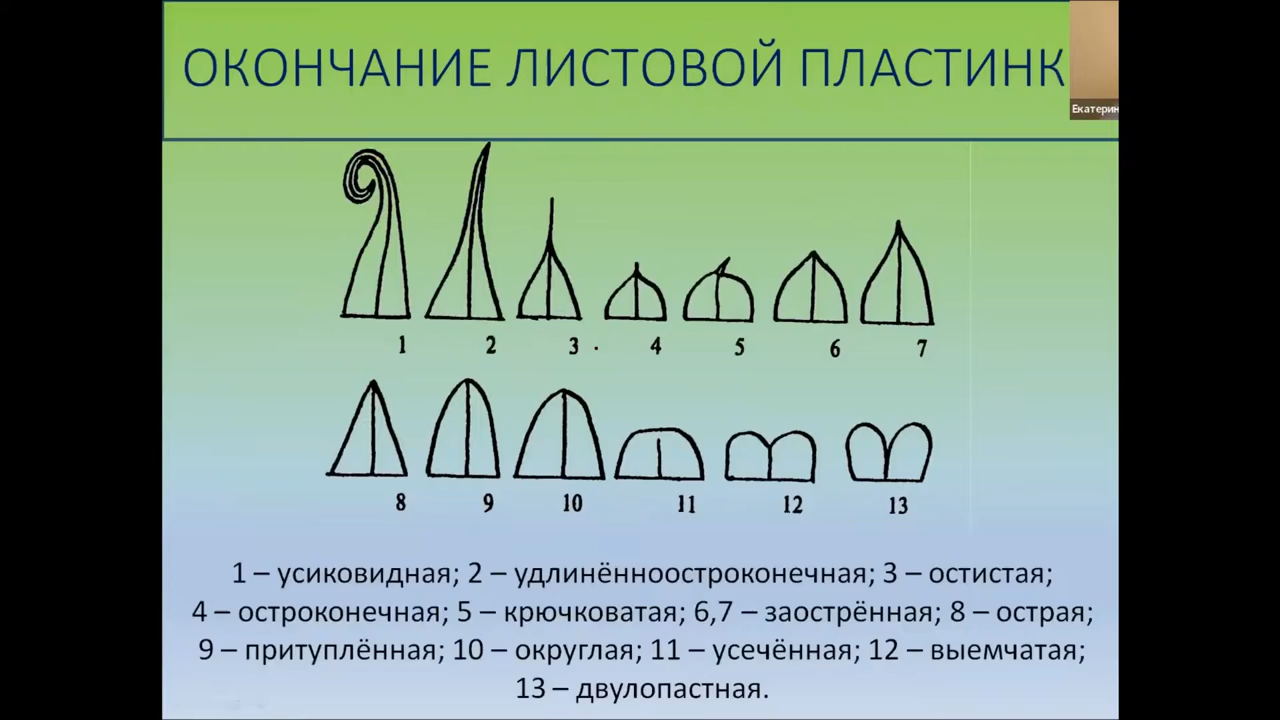 ОКОНЧАНИЕ ЛИСТОВОЙ ПЛАСТИНК
Екатерин
1 2 3 4 5 6 7
8 9 10 11 12 13
1 – усиковидная; 2 – удлинённоостроконечная; 3 – остистая;
4 – остроконечная; 5 – крючковатая; 6,7 – заострённая; 8 – острая;
9 – притуплённая; 10 – округлая; 11 – усечённая; 12 – выемчатая;
13 – двулопастная.